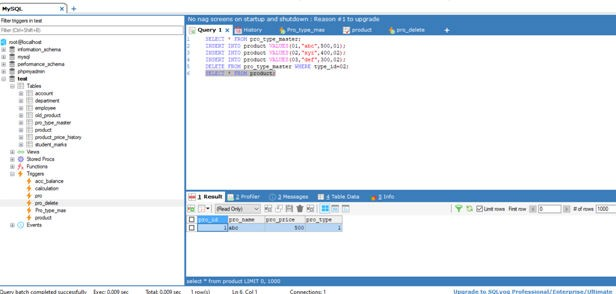 MySQL
No nag screens on startup and shutdown : Reason #1 to upgrade
Filter triggers in test
Filter (Ctrl+Shift+B)
root@localhost
information_schema
mysql
performance_schema
phpmyadmin
test
Tables
account
department
employee
old_product
pro_type_master
product
product_price_history
student_marks
Views
Stored Procs
Functions
Triggers
acc_balance
calculation
pro
pro_delete
Pro_type_mas
product
Events
Query 1
History
Pro_type_mas
product
pro_delete
1 SELECT * FROM pro_type_master;
2 INSERT INTO product VALUES(01,"abc",500,01);
3 INSERT INTO product VALUES(02,"xyz",400,02);
4 INSERT INTO product VALUES(03,"def",300,02);
5 DELETE FROM pro_type_master WHERE type_id=02;
6 SELECT * FROM product;
1 Result
2 Profiler
3 Messages
4 Table Data
5 Info
(Read Only)
Limit rows First row 0 # of rows 1000
pro_id pro_name pro_price pro_type
1 abc 500 1
select * from product LIMIT 0, 1000
Query batch completed successfully Exec: 0.009 sec Total: 0.009 sec 1 row(s) Ln 6, Col 1 Connections: 1 Upgrade to SQLyog Professional/Enterprise/Ultimate